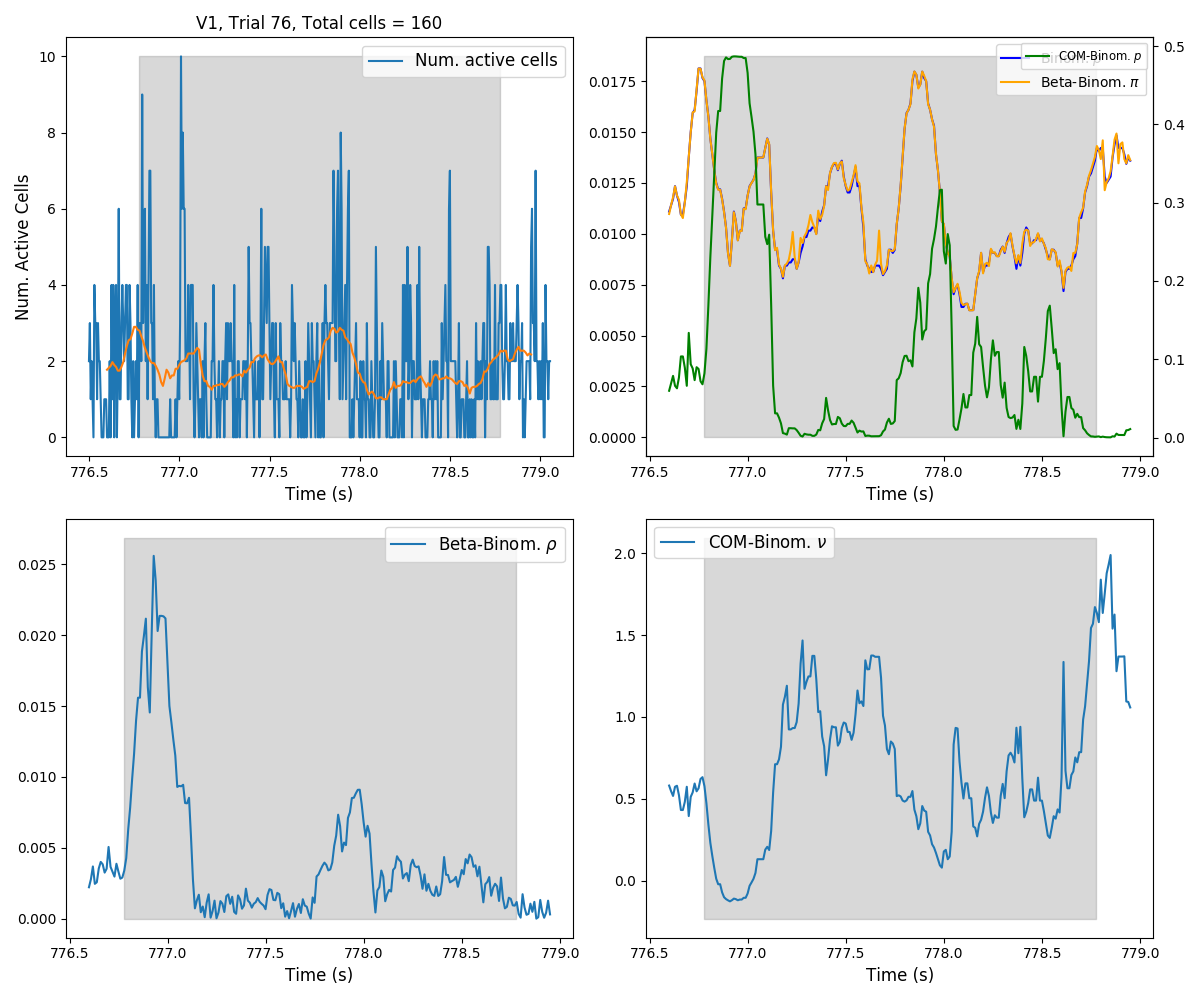 V1, Trial 76, Total cells = 160
Num. active cells
Num. Active Cells
10
8
6
4
2
0
776.5 777.0 777.5 778.0 778.5 779.0
Time (s)
COM-Binom. p
Beta-Binom. π
0.0175
0.0150
0.0125
0.0100
0.0075
0.0050
0.0025
0.0000
0.5
0.4
0.3
0.2
0.1
0.0
776.5 777.0 777.5 778.0 778.5 779.0
Time (s)
Beta-Binom. ρ
0.025
0.020
0.015
0.010
0.005
0.000
776.5 777.0 777.5 778.0 778.5 779.0
Time (s)
COM-Binom. ν
2.0
1.5
1.0
0.5
0.0
776.5 777.0 777.5 778.0 778.5 779.0
Time (s)